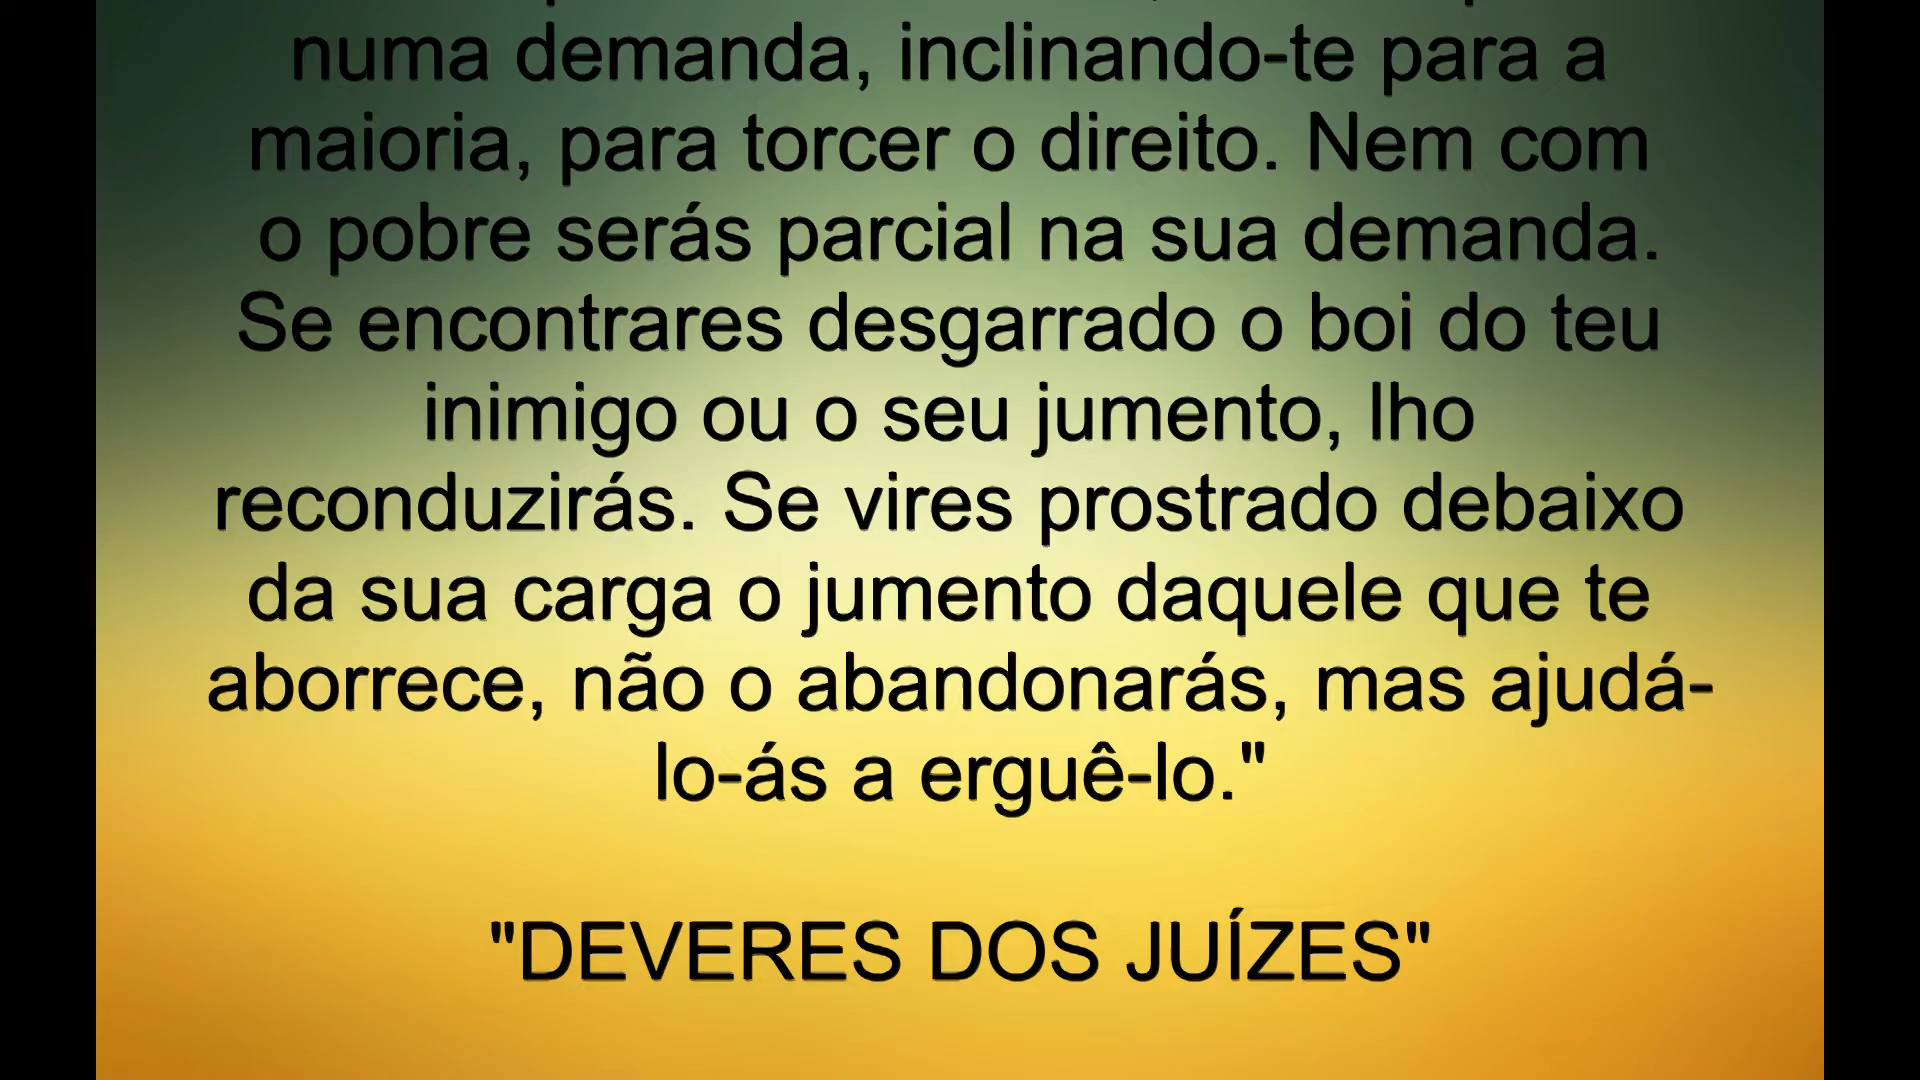 numa demanda, inclinando-te para a
maioria, para torcer o direito. Nem com
o pobre serás parcial na sua demanda.
Se encontrares desgarrado o boi do teu
inimigo ou o seu jumento, lho
reconduzirás. Se vires prostrado debaixo
da sua carga o jumento daquele que te
aborrece, não o abandonarás, mas ajudá-
lo-ás a erguê-lo."
"DEVERES DOS JUÍZES"